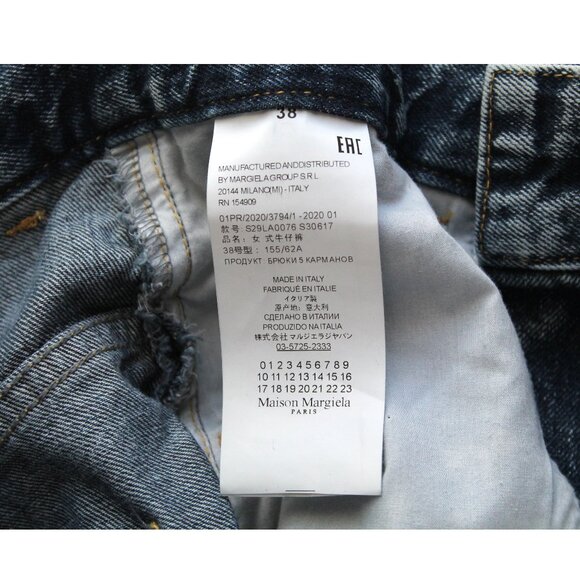 38
EAC
MANUFACTURED AND DISTRIBUTED
BY MARGIELA GROUP S.R.L.
20144 MILANO(MI) - ITALY
RN 154909
01PR/2020/3794/1 -2020 01
款号: S29LA0076 S30617
品名: 女 式牛仔裤
38号型: 155/62A
ПРОДУКТ: БРЮКИ 5 КАРМАНОВ
MADE IN ITALY
FABRIQUÉ EN ITALIE
イタリア製
原产地: 意大利
СДЕЛАНО В ИТАЛИИ
PRODUZIDO NA ITALIA
株式会社 マルジェラジャパン
03-5725-2333
0 1 2 3 4 5 6 7 8 9
10 11 12 13 14 15 16
17 18 19 20 21 22 23
Maison Margiela
PARIS